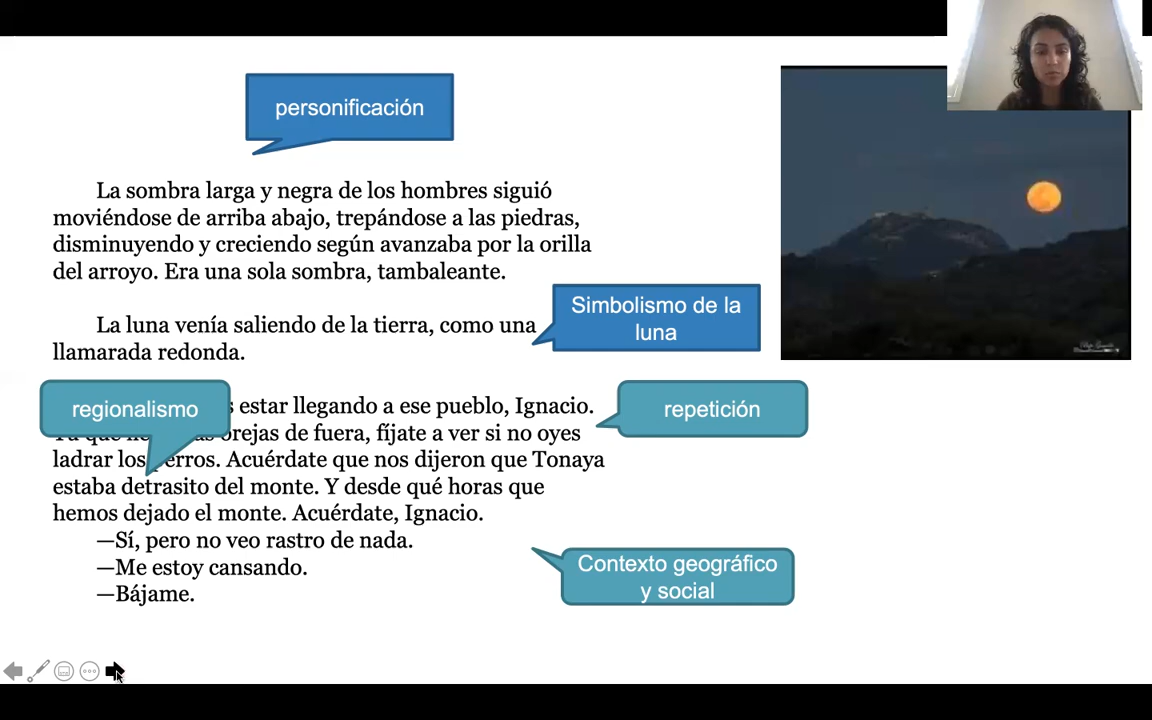 personificación
La sombra larga y negra de los hombres siguió
moviéndose de arriba abajo, trepándose a las piedras,
disminuyendo y creciendo según avanzaba por la orilla
del arroyo. Era una sola sombra, tambaleante.
Simbolismo de la
luna
La luna venía saliendo de la tierra, como una
llamarada redonda.
regionalismo
estar llegando a ese pueblo, Ignacio.
repetición
orejas de fuera, fíjate a ver si no oyes
ladrar los perros. Acuérdate que nos dijeron que Tonaya
estaba detrasito del monte. Y desde qué horas que
hemos dejado el monte. Acuérdate, Ignacio.
—Sí, pero no veo rastro de nada.
—Me estoy cansando.
—Bájame.
Contexto geográfico
y social